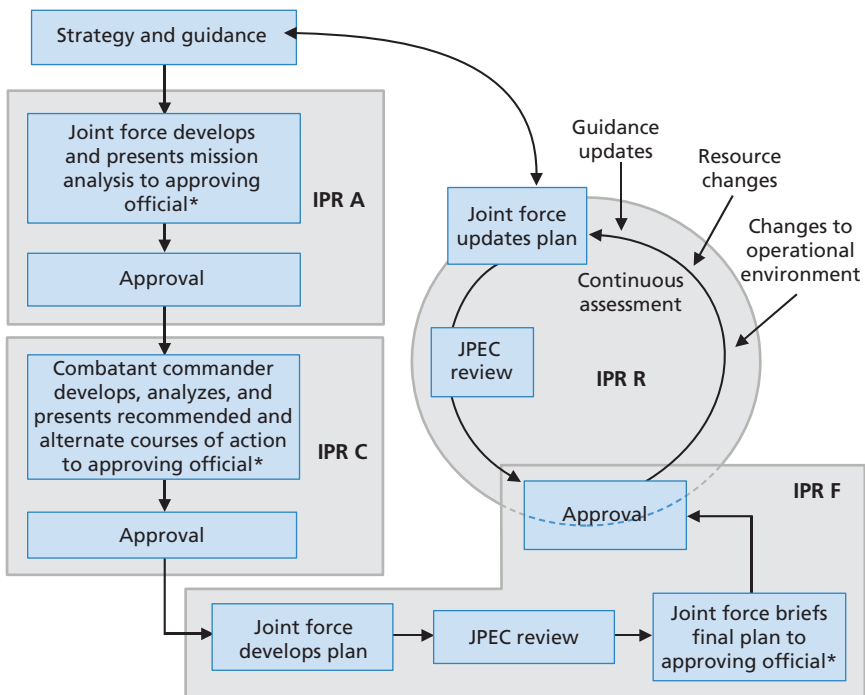 Strategy and guidance
Joint force develops
and presents mission
analysis to approving
official*
IPR A
Approval
Combatant commander
develops, analyzes, and
presents recommended and
alternate courses of action
to approving official*
IPR C
Approval
Joint force
develops plan
JPEC review
Joint force briefs
final plan to
approving official*
IPR F
Approval
Joint force
updates plan
JPEC
review
IPR R
Continuous
assessment
Guidance
updates
Resource
changes
Changes to
operational
environment